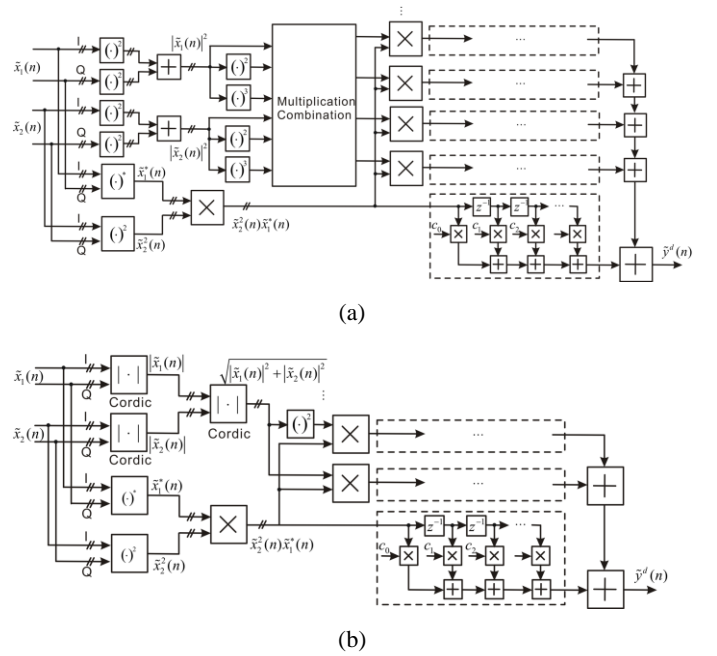 I
(·)²
|x̃₁(n)|²
x̃₁(n)
Q
(·)²
+
(·)²
(·)³
I
(·)²
x̃₂(n)
Q
(·)²
+
|x̃₂(n)|²
(·)²
(·)³
Multiplication
Combination
⋮
×
...
×
...
+
×
...
+
×
...
+
I
Q
(·)*
x̃₁*(n)
I
Q
(·)²
x̃₂²(n)
×
x̃₂²(n)x̃₁*(n)
z⁻¹
z⁻¹
...
c₀
×
c₁
×
c₂
×
×
+
+
+
+
ỹᵈ(n)
(a)
I
x̃₁(n)
Q
|·|
Cordic
|x̃₁(n)|
√|x̃₁(n)|²+|x̃₂(n)|²
|·|
Cordic
⋮
I
x̃₂(n)
Q
|·|
Cordic
|x̃₂(n)|
(·)²
×
...
×
...
+
I
Q
(·)*
x̃₁*(n)
I
Q
(·)²
x̃₂²(n)
×
x̃₂²(n)x̃₁*(n)
z⁻¹
z⁻¹
...
c₀
×
c₁
×
c₂
×
×
+
+
+
+
ỹᵈ(n)
(b)